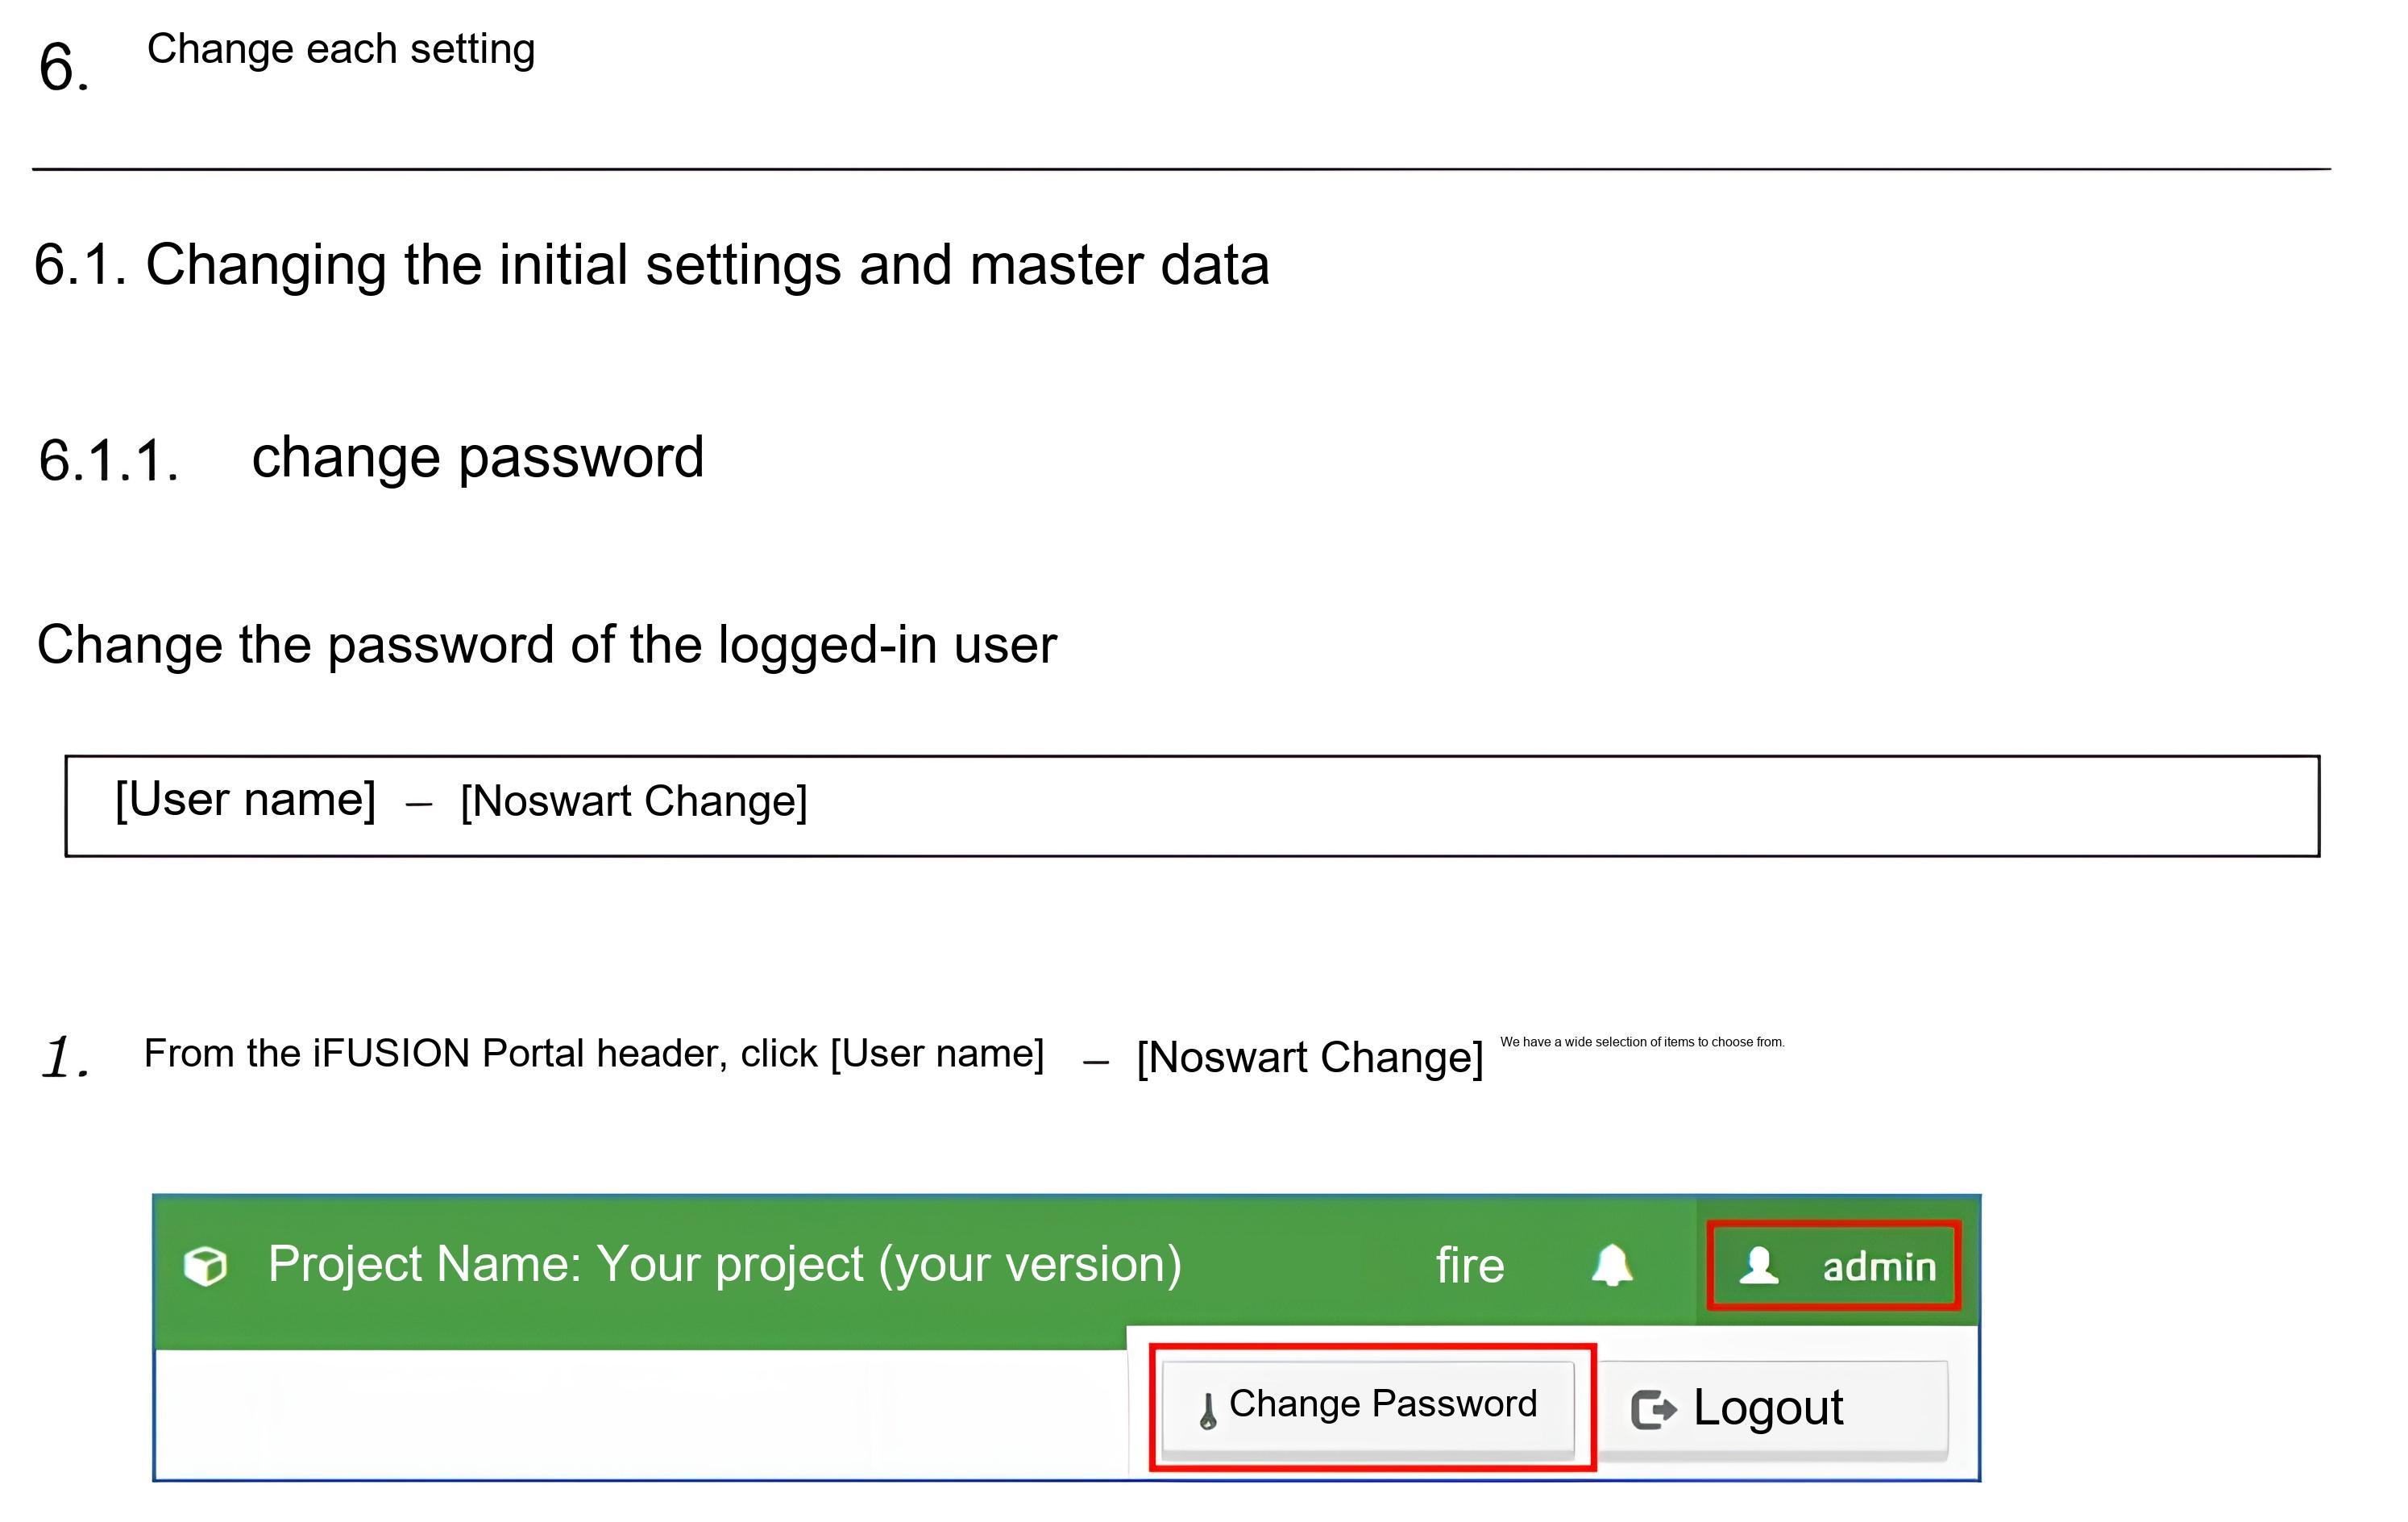 6. Change each setting
6.1. Changing the initial settings and master data
6.1.1. change password
Change the password of the logged-in user
[User name] – [Noswart Change]
1. From the iFUSION Portal header, click [User name] – [Noswart Change] We have a wide selection of items to choose from.
Project Name: Your project (your version) fire admin
Change Password Logout